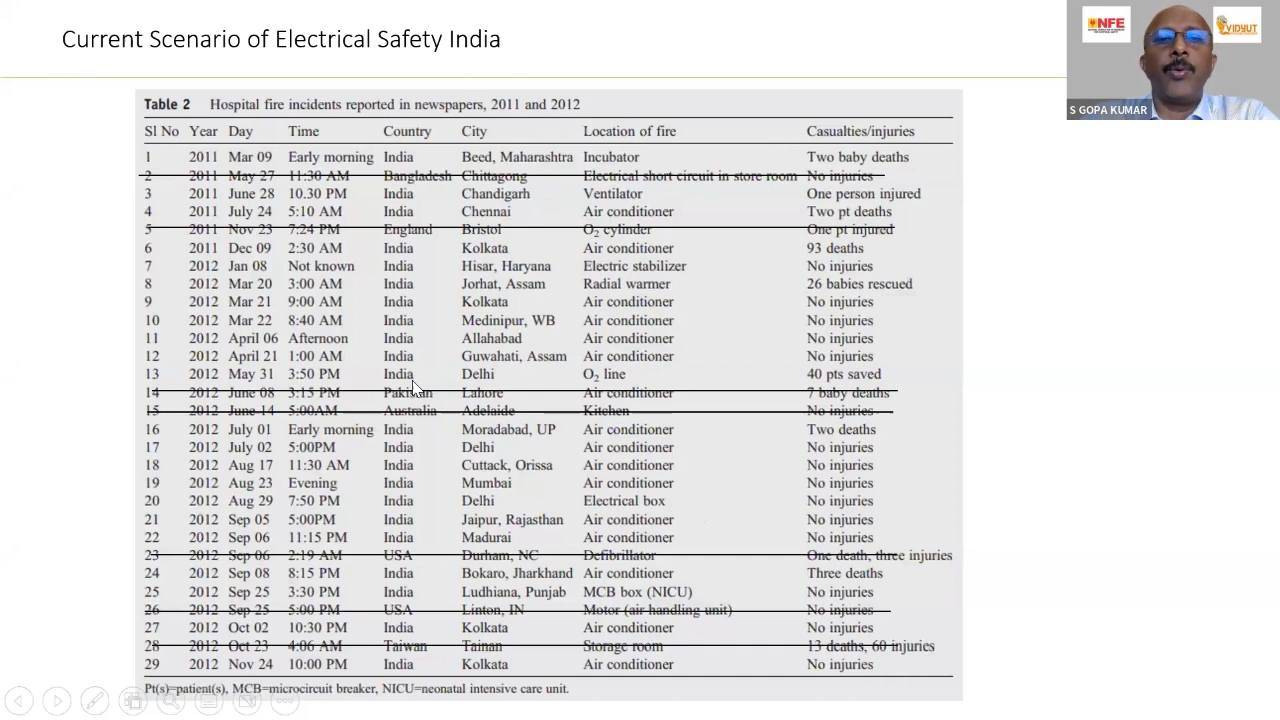 Current Scenario of Electrical Safety India
NFE
VIDYUT
S GOPA KUMAR
Table 2 Hospital fire incidents reported in newspapers, 2011 and 2012
Sl No Year Day Time Country City Location of fire Casualties/injuries
1 2011 Mar 09 Early morning India Beed, Maharashtra Incubator Two baby deaths
2 2011 May 27 11:30 AM Bangladesh Chittagong Electrical short circuit in store room No injuries
3 2011 June 28 10.30 PM India Chandigarh Ventilator One person injured
4 2011 July 24 5:10 AM India Chennai Air conditioner Two pt deaths
5 2011 Nov 23 7:24 PM England Bristol O2 cylinder One pt injured
6 2011 Dec 09 2:30 AM India Kolkata Air conditioner 93 deaths
7 2012 Jan 08 Not known India Hisar, Haryana Electric stabilizer No injuries
8 2012 Mar 20 3:00 AM India Jorhat, Assam Radial warmer 26 babies rescued
9 2012 Mar 21 9:00 AM India Kolkata Air conditioner No injuries
10 2012 Mar 22 8:40 AM India Medinipur, WB Air conditioner No injuries
11 2012 April 06 Afternoon India Allahabad Air conditioner No injuries
12 2012 April 21 1:00 AM India Guwahati, Assam Air conditioner No injuries
13 2012 May 31 3:50 PM India Delhi O2 line 40 pts saved
14 2012 June 08 3:15 PM Pakistan Lahore Air conditioner 7 baby deaths
15 2012 June 14 5:00AM Australia Adelaide Kitchen No injuries
16 2012 July 01 Early morning India Moradabad, UP Air conditioner Two deaths
17 2012 July 02 5:00PM India Delhi Air conditioner No injuries
18 2012 Aug 17 11:30 AM India Cuttack, Orissa Air conditioner No injuries
19 2012 Aug 23 Evening India Mumbai Air conditioner No injuries
20 2012 Aug 29 7:50 PM India Delhi Electrical box No injuries
21 2012 Sep 05 5:00PM India Jaipur, Rajasthan Air conditioner No injuries
22 2012 Sep 06 11:15 PM India Madurai Air conditioner No injuries
23 2012 Sep 06 2:19 AM USA Durham, NC Defibrillator One death, three injuries
24 2012 Sep 08 8:15 PM India Bokaro, Jharkhand Air conditioner Three deaths
25 2012 Sep 25 3:30 PM India Ludhiana, Punjab MCB box (NICU) No injuries
26 2012 Sep 25 5:00 PM USA Linton, IN Motor (air handling unit) No injuries
27 2012 Oct 02 10:30 PM India Kolkata Air conditioner No injuries
28 2012 Oct 23 4:06 AM Taiwan Tainan Storage room 13 deaths, 60 injuries
29 2012 Nov 24 10:00 PM India Kolkata Air conditioner No injuries
Pt(s)=patient(s), MCB=microcircuit breaker, NICU=neonatal intensive care unit.